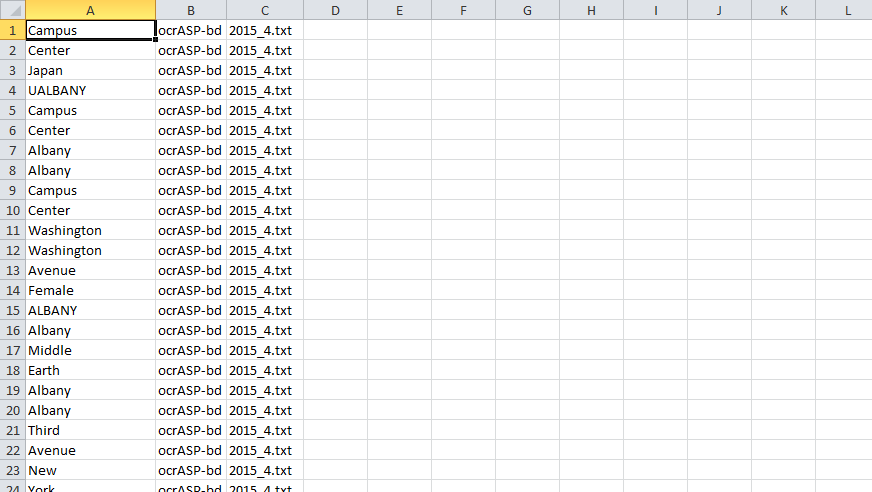 A B C D E F G H I J K L
1 Campus ocrASP-bd 2015_4.txt
2 Center ocrASP-bd 2015_4.txt
3 Japan ocrASP-bd 2015_4.txt
4 UALBANY ocrASP-bd 2015_4.txt
5 Campus ocrASP-bd 2015_4.txt
6 Center ocrASP-bd 2015_4.txt
7 Albany ocrASP-bd 2015_4.txt
8 Albany ocrASP-bd 2015_4.txt
9 Campus ocrASP-bd 2015_4.txt
10 Center ocrASP-bd 2015_4.txt
11 Washington ocrASP-bd 2015_4.txt
12 Washington ocrASP-bd 2015_4.txt
13 Avenue ocrASP-bd 2015_4.txt
14 Female ocrASP-bd 2015_4.txt
15 ALBANY ocrASP-bd 2015_4.txt
16 Albany ocrASP-bd 2015_4.txt
17 Middle ocrASP-bd 2015_4.txt
18 Earth ocrASP-bd 2015_4.txt
19 Albany ocrASP-bd 2015_4.txt
20 Albany ocrASP-bd 2015_4.txt
21 Third ocrASP-bd 2015_4.txt
22 Avenue ocrASP-bd 2015_4.txt
23 New ocrASP-bd 2015_4.txt
24 York ocrASP-bd 2015_4.txt